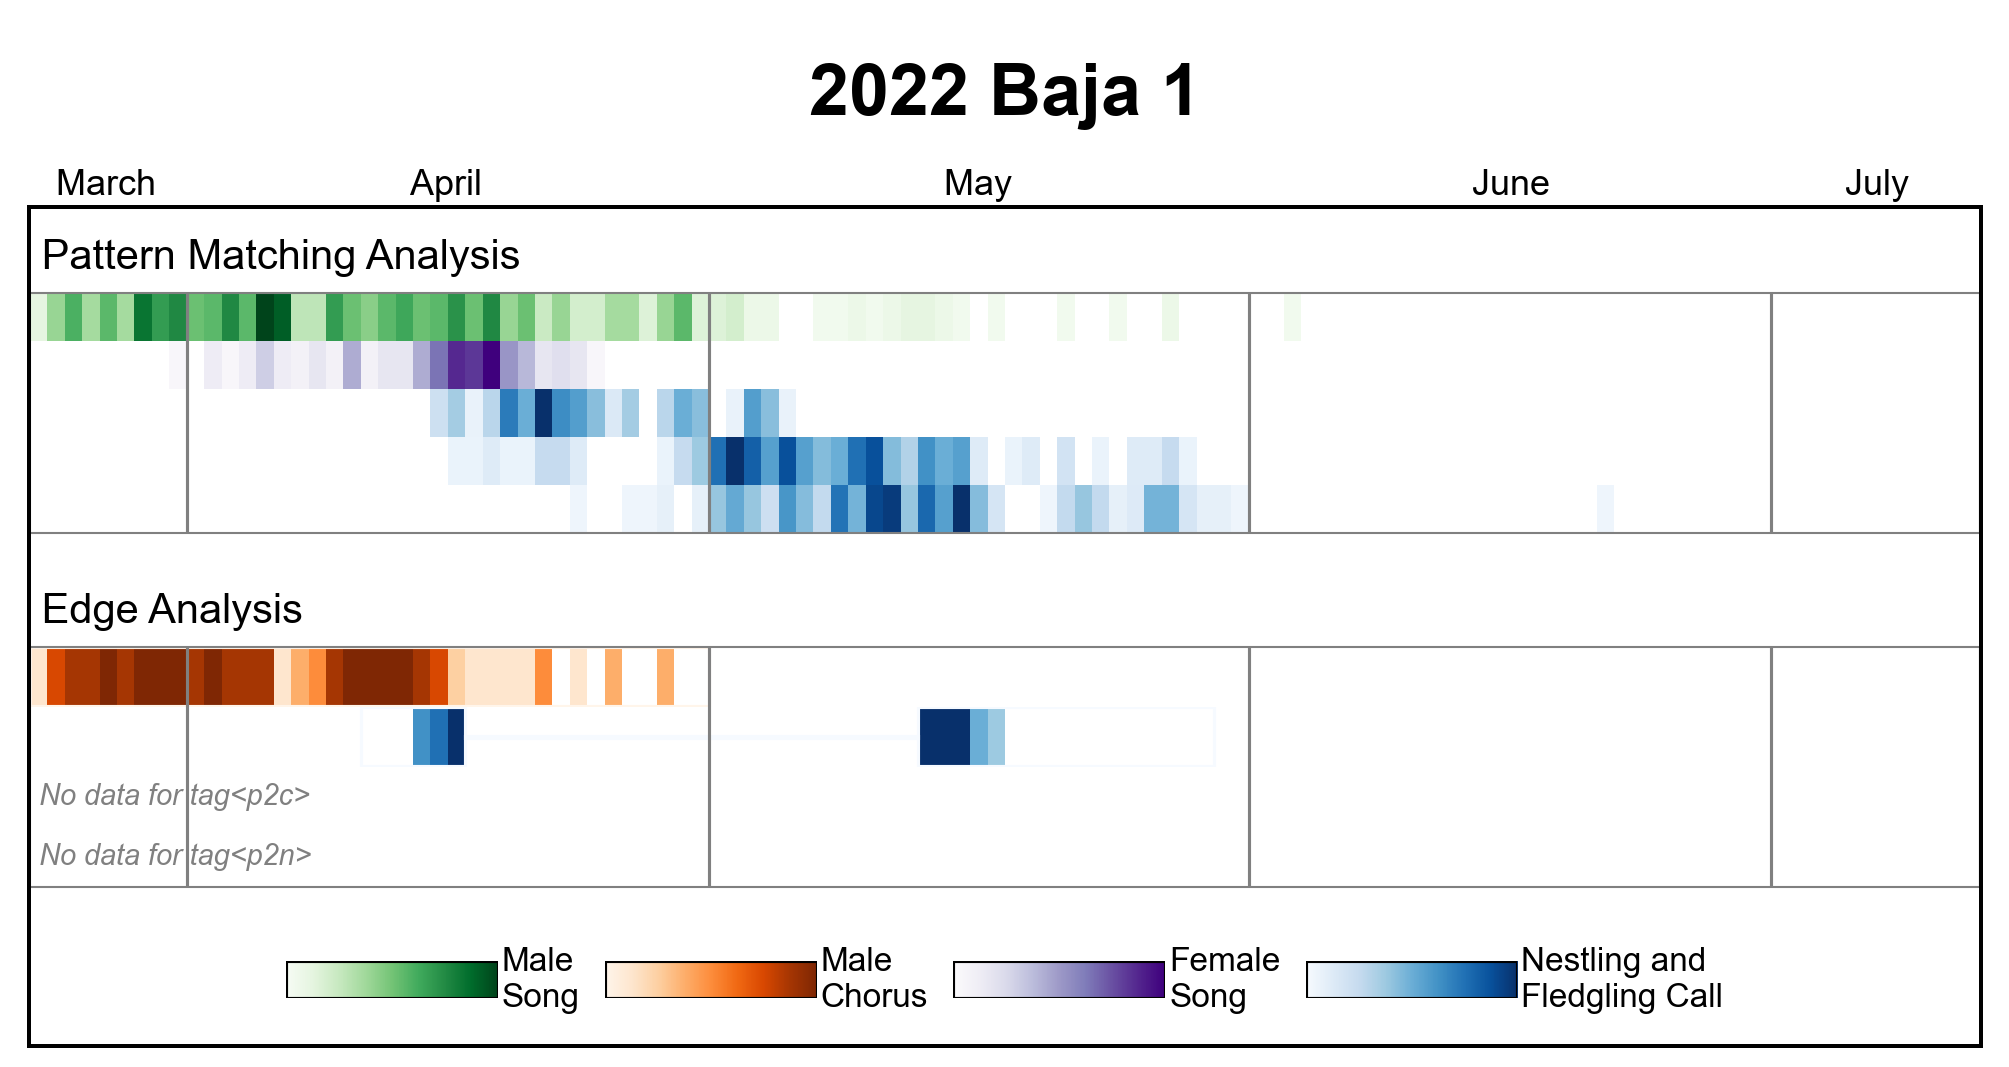 2022 Baja 1
March April May June July
Pattern Matching Analysis
Edge Analysis
No data for tag<p2c>
No data for tag<p2n>
Male
Song
Male
Chorus
Female
Song
Nestling and
Fledgling Call